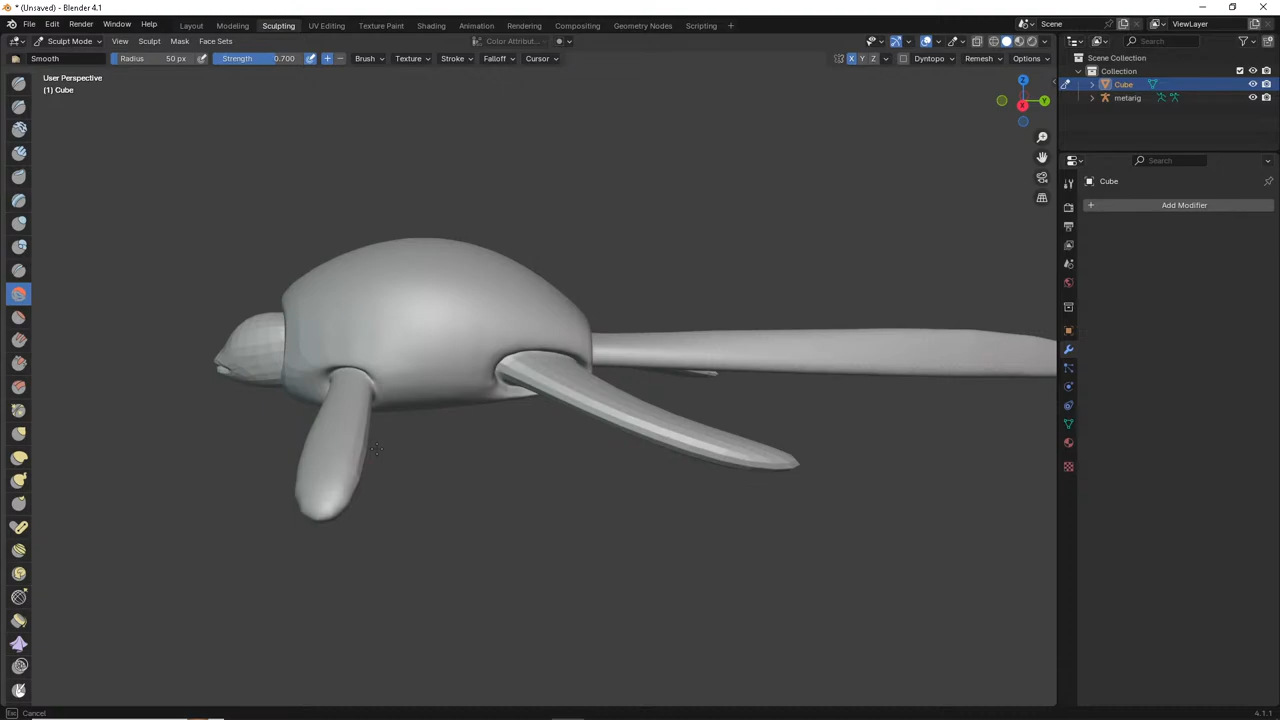 * (Unsaved) - Blender 4.1
File Edit Render Window Help Layout Modeling Sculpting UV Editing Texture Paint Shading Animation Rendering Compositing Geometry Nodes Scripting + Scene ViewLayer
Sculpt Mode View Sculpt Mask Face Sets Color Attribut... Search
Smooth Radius 50 px Strength 0.700 Brush Texture Stroke Falloff Cursor X Y Z Dyntopo Remesh Options
Scene Collection
Collection
Cube
metarig
User Perspective
(1) Cube
Z
Y
X
Search
Cube
Add Modifier
Cancel
4.1.1